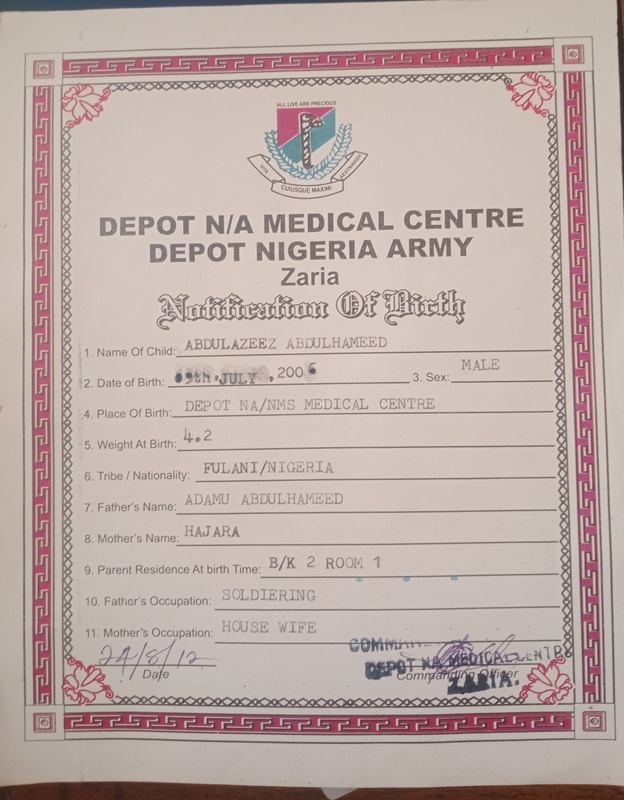 ALL LIVE ARE PRECIOUS
VITA CUIUSQUE MAXIMI AESTIMANDA
DEPOT N/A MEDICAL CENTRE
DEPOT NIGERIA ARMY
Zaria
Notification Of Birth
1. Name Of Child: ABDULAZEEZ ABDULHAMEED
2. Date of Birth: 09th,JULY,2006 3. Sex: MALE
4. Place Of Birth: DEPOT NA/NMS MEDICAL CENTRE
5. Weight At Birth: 4.2
6. Tribe / Nationality: FULANI/NIGERIA
7. Father's Name: ADAMU ABDULHAMEED
8. Mother's Name: HAJARA
9. Parent Residence At birth Time: B/K 2 ROOM 1
10. Father's Occupation: SOLDIERING
11. Mother's Occupation: HOUSE WIFE
24/8/12
Date
DEPOT NA MEDICAL CENTRE
Commanding Officer
ZARIA.